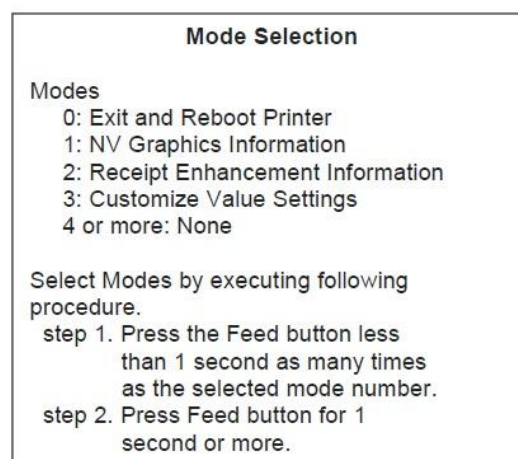 Mode Selection
Modes
0: Exit and Reboot Printer
1: NV Graphics Information
2: Receipt Enhancement Information
3: Customize Value Settings
4 or more: None
Select Modes by executing following
procedure.
step 1. Press the Feed button less
than 1 second as many times
as the selected mode number.
step 2. Press Feed button for 1
second or more.